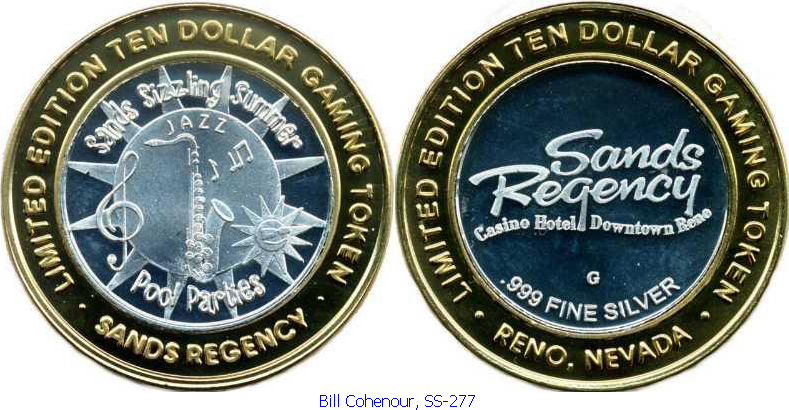 LIMITED EDITION TEN DOLLAR GAMING TOKEN
Sands Sizzling Summer
JAZZ
Pool Parties
· SANDS REGENCY ·
LIMITED EDITION TEN DOLLAR GAMING TOKEN
Sands
Regency
Casino Hotel Downtown Reno
G
.999 FINE SILVER
· RENO, NEVADA ·
Bill Cohenour, SS-277